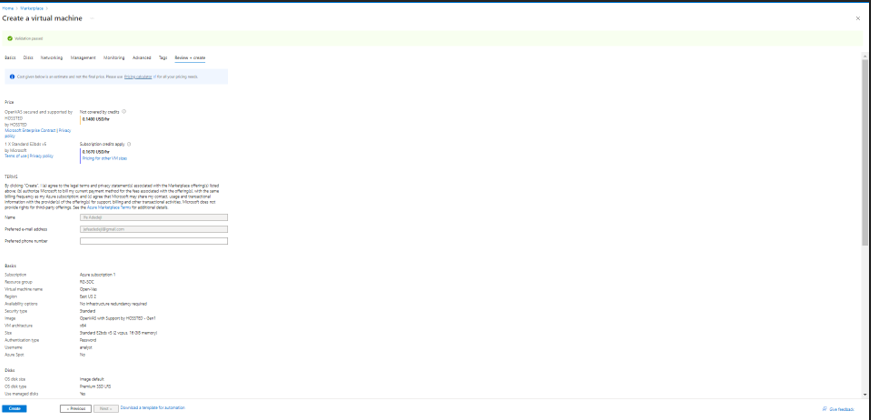 Home > Marketplace >
Create a virtual machine ...
Validation passed
Basics Disks Networking Management Monitoring Advanced Tags Review + create
Cost given below is an estimate and not the final price. Please use Pricing calculator for all your pricing needs.
Price
OpenVAS secured and supported by HOSSTED
by HOSSTED
Microsoft Enterprise Contract | Privacy policy
Not covered by credits
0.1400 USD/hr
1 X Standard
by Microsoft
Terms of use | Privacy policy
Subscription credits apply
0.1670 USD/hr
Pricing for other VM sizes
TERMS
By clicking "Create", I (a) agree to the legal terms and privacy statement(s) associated with the Marketplace offering(s) listed
above; (b) authorize Microsoft to bill my current payment method for the fees associated with the offering(s), with the same
billing frequency as my Azure subscription; and (c) agree that Microsoft may share my contact, usage and transactional
information with the provider(s) of the offering(s) for support, billing and other transactional activities. Microsoft does not
provide rights for third-party offerings. See the Azure Marketplace Terms for additional details.
Name
Preferred e-mail address
Preferred phone number
Basics
Subscription Azure subscription 1
Resource group
Virtual machine name Open-Vas
Region East US 2
Availability options No infrastructure redundancy required
Security type Standard
Image OpenVAS with Support by HOSSTED - Gen1
VM architecture x64
Size Standard (2 vcpus, 16 GiB memory)
Authentication type Password
Username analyst
Azure Spot No
Disks
OS disk size Image default
OS disk type Premium SSD LRS
Use managed disks Yes
Create < Previous Next > Download a template for automation Give feedback